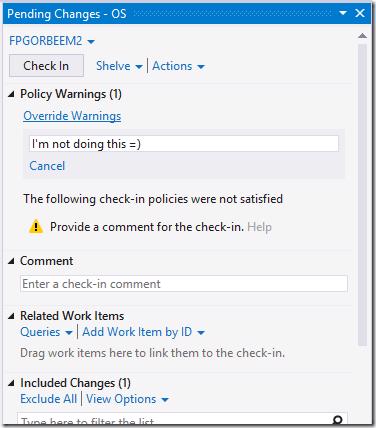 Pending Changes - OS
FPGORBEEM2
Check In Shelve Actions
Policy Warnings (1)
Override Warnings
I'm not doing this =)
Cancel
The following check-in policies were not satisfied
Provide a comment for the check-in. Help
Comment
Enter a check-in comment
Related Work Items
Queries Add Work Item by ID
Drag work items here to link them to the check-in.
Included Changes (1)
Exclude All View Options
Type here to filter the list